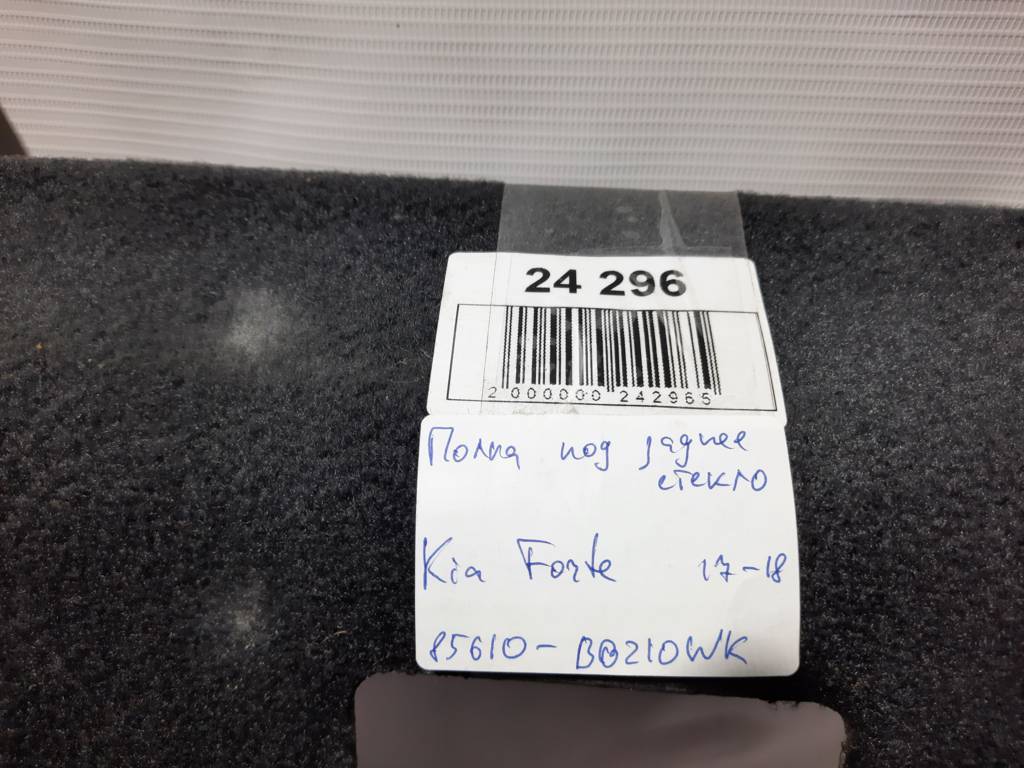 24 296
2 000000 242965
Полка под заднее
стекло
Kia Forte 17-18
85610-B0210WK